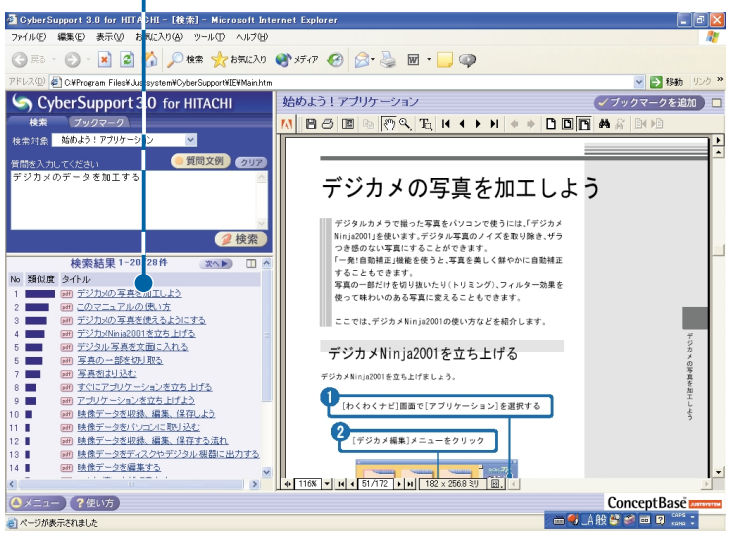 CyberSupport 3.0 for HITACHI - [検索] - Microsoft Internet Explorer
ファイル(F) 編集(E) 表示(V) お気に入り(A) ツール(T) ヘルプ(H)
戻る 検索 お気に入り メディア
アドレス(D) C:¥Program Files¥Justsystem¥CyberSupport¥IE¥Main.htm 移動 リンク »
CyberSupport 3.0 for HITACHI
検索 ブックマーク
検索対象 始めよう!アプリケーション
質問を入力してください 質問文例 クリア
デジカメのデータを加工する
検索
検索結果 1-20/28件 次へ
No 類似度 タイトル
1 pdf デジカメの写真を加工しよう
2 pdf このマニュアルの使い方
3 pdf デジカメの写真を使えるようにする
4 pdf デジカメNinja2001を立ち上げる
5 pdf デジタル写真を文面に入れる
5 pdf 写真の一部を切り取る
7 pdf 写真をはり込む
8 pdf すぐにアプリケーションを立ち上げる
9 pdf アプリケーションを立ち上げよう
10 pdf 映像データを収録、編集、保存しよう
11 pdf 映像データをパソコンに取り込む
12 pdf 映像データを収録、編集、保存する流れ
13 pdf 映像データをディスクやデジタル機器に出力する
14 pdf 映像データを編集する
始めよう!アプリケーション ブックマークを追加
デジカメの写真を加工しよう
デジタルカメラで撮った写真をパソコンで使うには、「デジカメ
Ninja2001」を使います。デジタル写真のノイズを取り除き、ザラ
つき感のない写真にすることができます。
「一発!自動補正」機能を使うと、写真を美しく鮮やかに自動補正
することもできます。
写真の一部だけを切り抜いたり(トリミング)、フィルター効果を
使って味わいのある写真に変えることもできます。
ここでは、デジカメNinja2001の使い方などを紹介します。
デジカメNinja2001を立ち上げる
デジカメNinja2001を立ち上げましょう。
1 [わくわくナビ]画面で[アプリケーション]を選択する
2 [デジカメ編集]メニューをクリック
デジカメの写真を加工しよう
116% 51/172 182 x 256.8 ミリ
メニュー ?使い方
ConceptBase JUSTSYSTEM
ページが表示されました
A 般 CAPS KANA